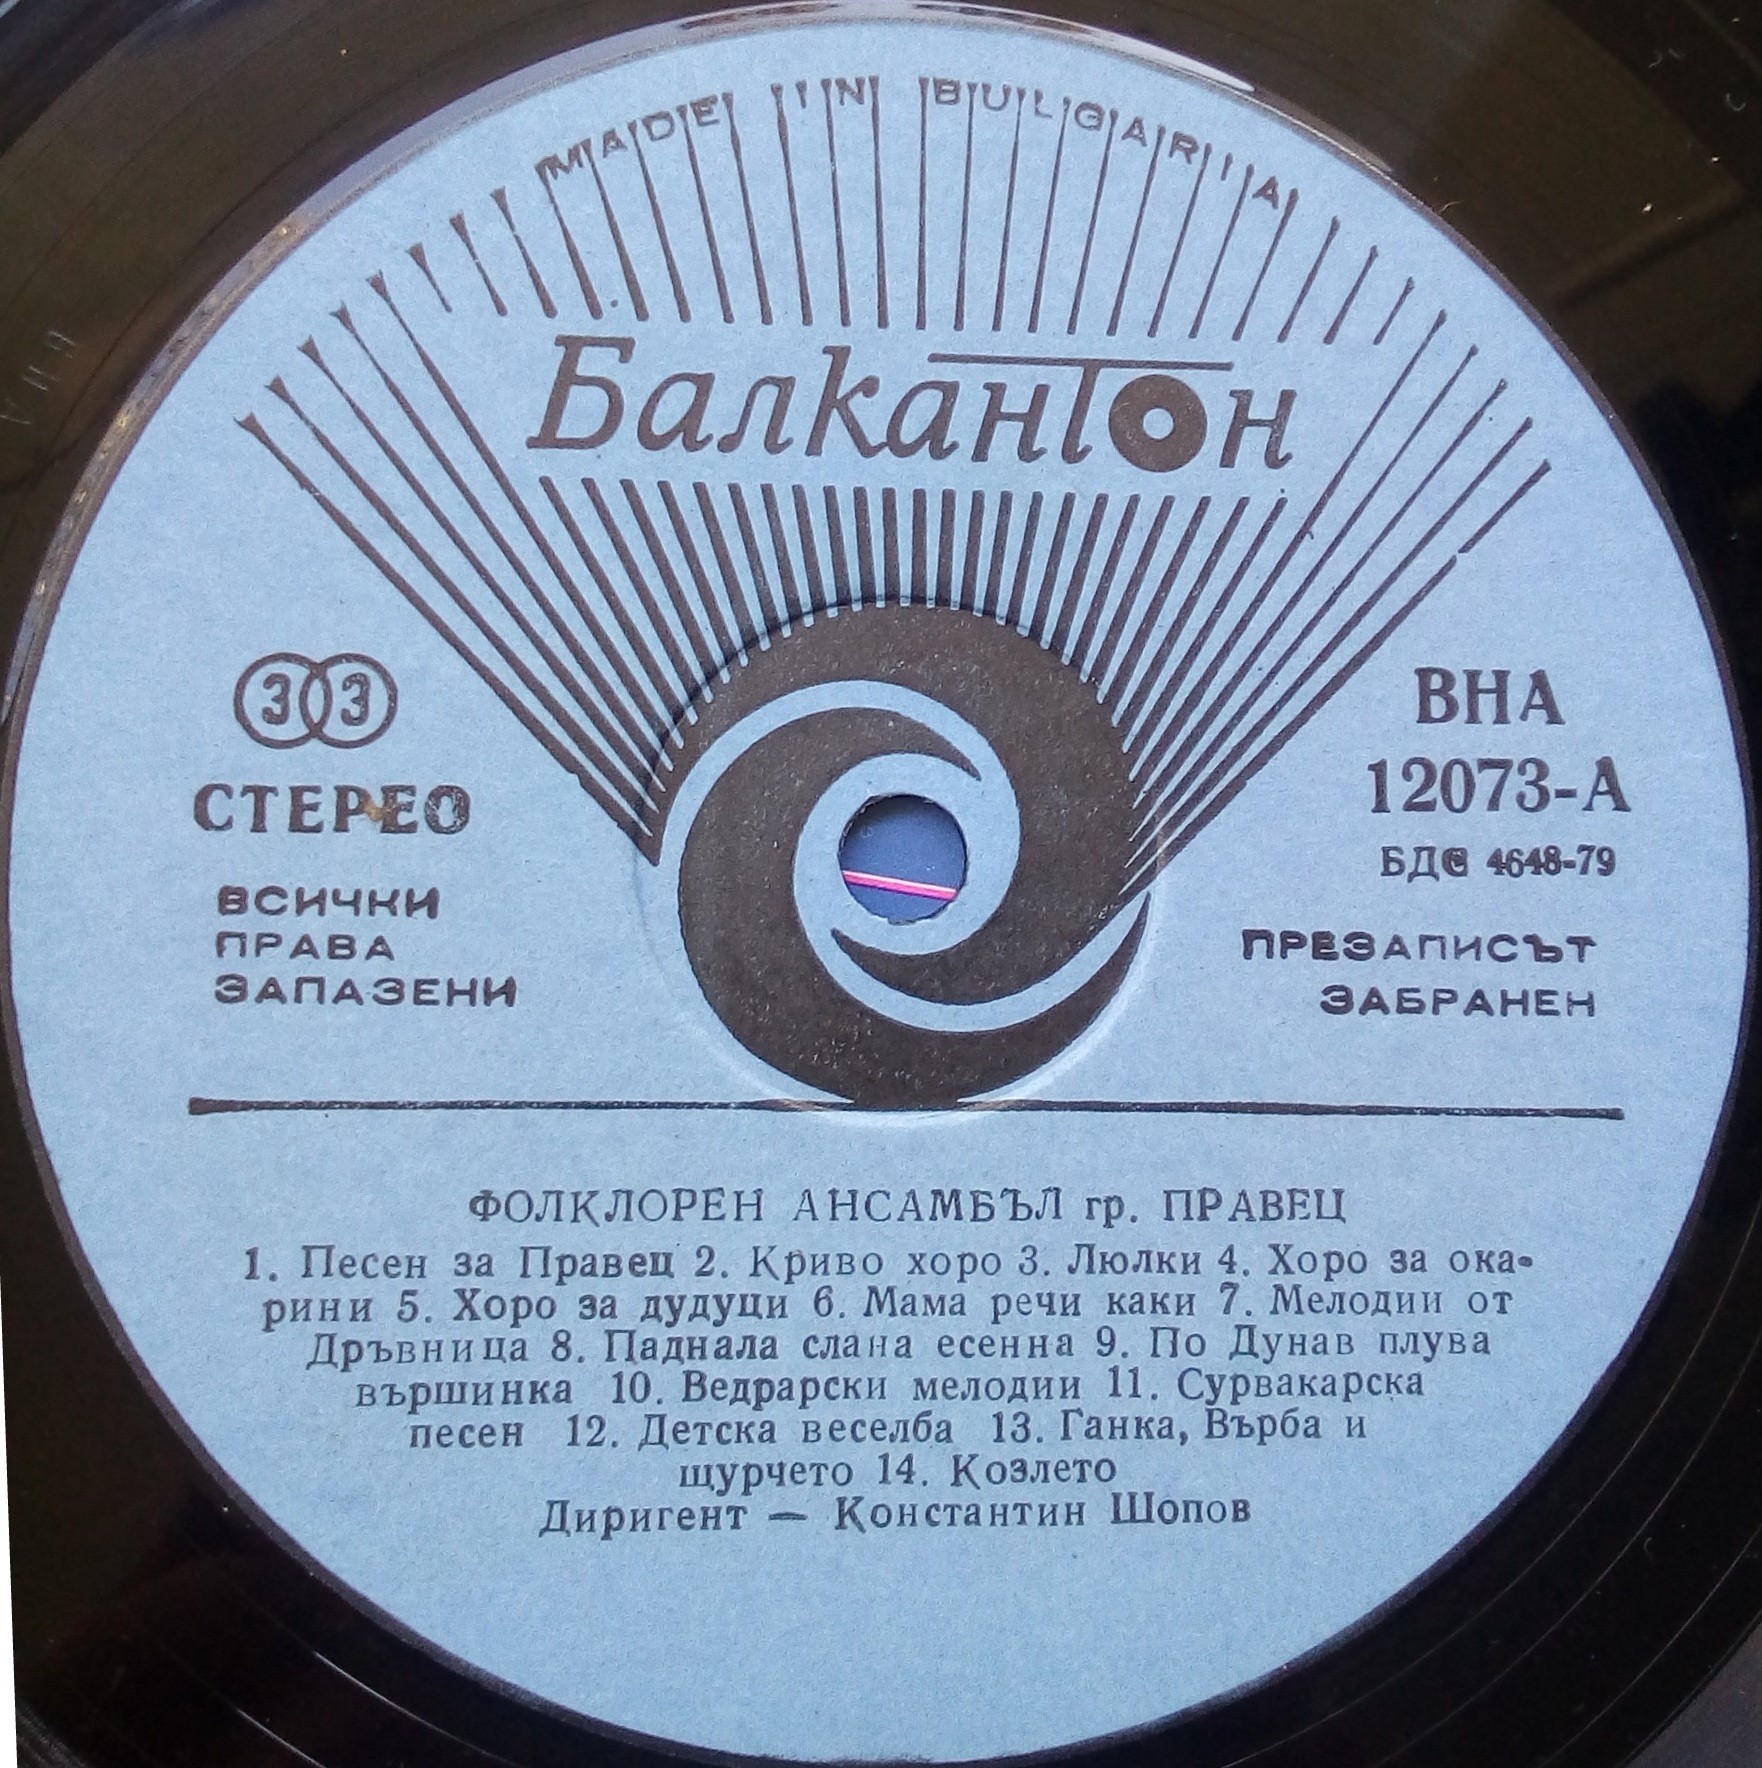 MADE IN BULGARIA
Балкантон
33
СТЕРЕО
ВСИЧКИ
ПРАВА
ЗАПАЗЕНИ
ВНА
12073-А
БДС 4648-79
ПРЕЗАПИСЪТ
ЗАБРАНЕН
ФОЛКЛОРЕН АНСАМБЪЛ гр. ПРАВЕЦ
1. Песен за Правец 2. Криво хоро 3. Люлки 4. Хоро за ока-
рини 5. Хоро за дудуци 6. Мама речи каки 7. Мелодии от
Дръвница 8. Паднала слана есенна 9. По Дунав плува
вършинка 10. Ведрарски мелодии 11. Сурвакарска
песен 12. Детска веселба 13. Ганка, Върба и
щурчето 14. Козлето
Диригент — Константин Шопов